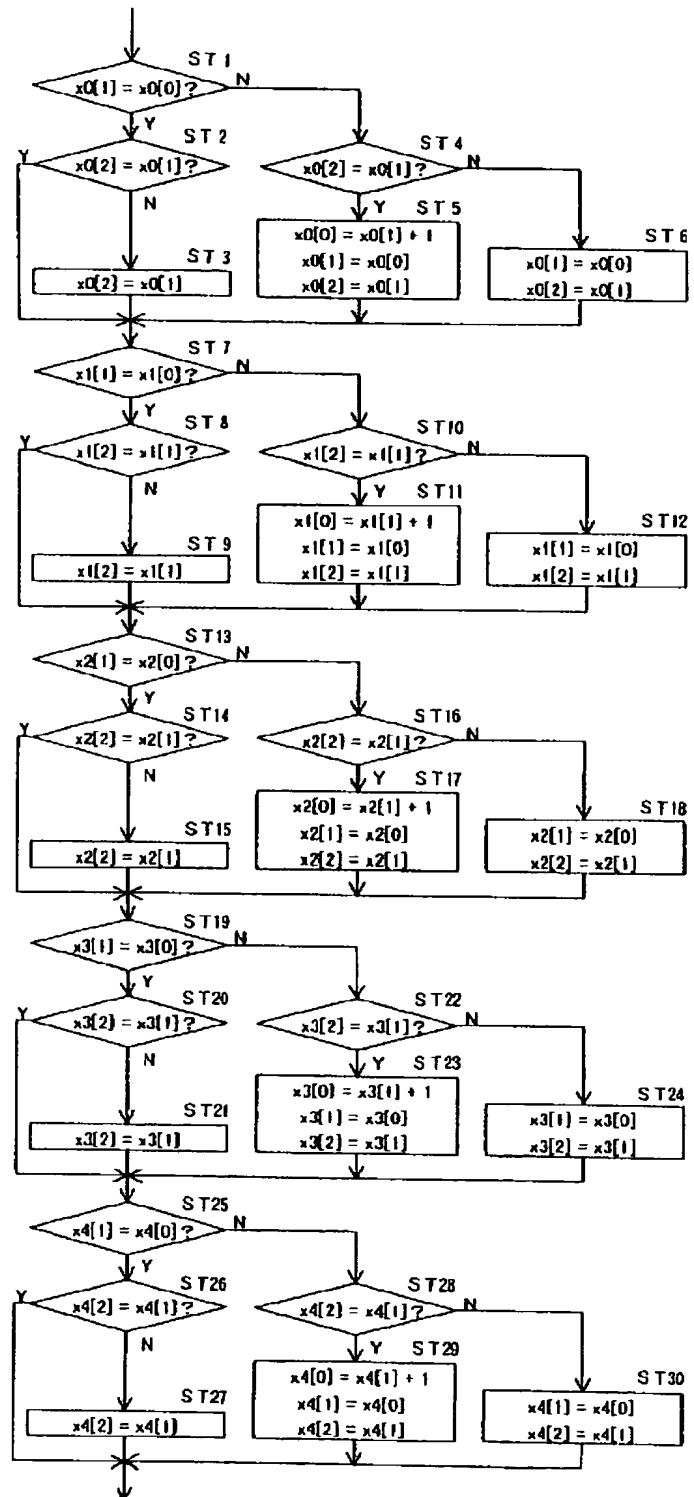 ST1
x0[1] = x0[0]?
N
Y
ST2
Y
x0[2] = x0[1]?
N
ST4
x0[2] = x0[1]?
N
Y
ST5
x0[0] = x0[1] + 1
x0[1] = x0[0]
x0[2] = x0[1]
ST6
x0[1] = x0[0]
x0[2] = x0[1]
ST3
x0[2] = x0[1]
ST7
x1[1] = x1[0]?
N
Y
ST8
Y
x1[2] = x1[1]?
N
ST10
x1[2] = x1[1]?
N
Y
ST11
x1[0] = x1[1] + 1
x1[1] = x1[0]
x1[2] = x1[1]
ST12
x1[1] = x1[0]
x1[2] = x1[1]
ST9
x1[2] = x1[1]
ST13
x2[1] = x2[0]?
N
Y
ST14
Y
x2[2] = x2[1]?
N
ST16
x2[2] = x2[1]?
N
Y
ST17
x2[0] = x2[1] + 1
x2[1] = x2[0]
x2[2] = x2[1]
ST18
x2[1] = x2[0]
x2[2] = x2[1]
ST15
x2[2] = x2[1]
ST19
x3[1] = x3[0]?
N
Y
ST20
Y
x3[2] = x3[1]?
N
ST22
x3[2] = x3[1]?
N
Y
ST23
x3[0] = x3[1] + 1
x3[1] = x3[0]
x3[2] = x3[1]
ST24
x3[1] = x3[0]
x3[2] = x3[1]
ST21
x3[2] = x3[1]
ST25
x4[1] = x4[0]?
N
Y
ST26
Y
x4[2] = x4[1]?
N
ST28
x4[2] = x4[1]?
N
Y
ST29
x4[0] = x4[1] + 1
x4[1] = x4[0]
x4[2] = x4[1]
ST30
x4[1] = x4[0]
x4[2] = x4[1]
ST27
x4[2] = x4[1]